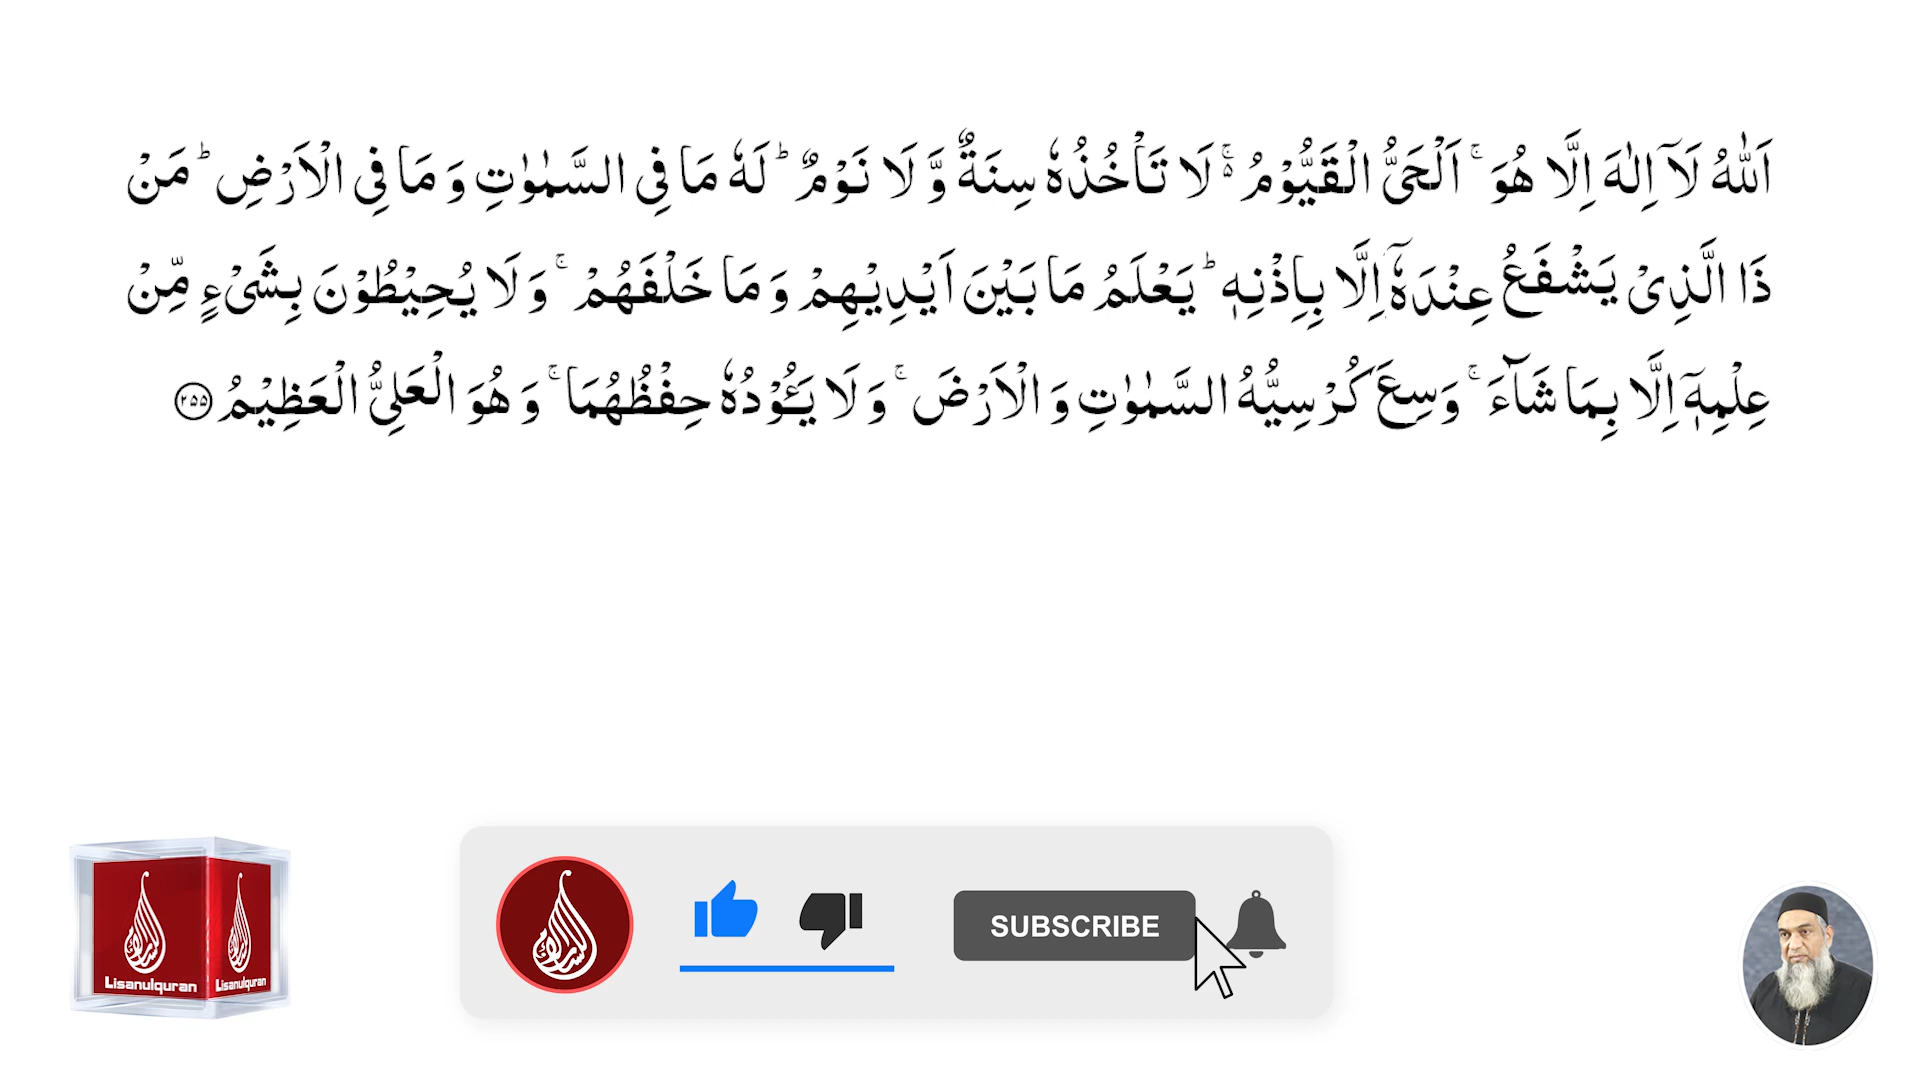 اَللّٰهُ لَاۤ اِلٰهَ اِلَّا هُوَ ۚ اَلْحَیُّ الْقَیُّوْمُ ۚ۬ لَا تَاْخُذُهٗ سِنَةٌ وَّ لَا نَوْمٌ ؕ لَهٗ مَا فِی السَّمٰوٰتِ وَ مَا فِی الْاَرْضِ ؕ مَنْ
ذَا الَّذِیْ یَشْفَعُ عِنْدَهٗۤ اِلَّا بِاِذْنِهٖ ؕ یَعْلَمُ مَا بَیْنَ اَیْدِیْهِمْ وَ مَا خَلْفَهُمْ ۚ وَ لَا یُحِیْطُوْنَ بِشَیْءٍ مِّنْ
عِلْمِهٖۤ اِلَّا بِمَا شَآءَ ۚ وَسِعَ كُرْسِیُّهُ السَّمٰوٰتِ وَ الْاَرْضَ ۚ وَ لَا یَـُٔوْدُهٗ حِفْظُهُمَا ۚ وَ هُوَ الْعَلِیُّ الْعَظِیْمُ ۝۲۵۵
SUBSCRIBE
Lisanulquran Lisanulquran